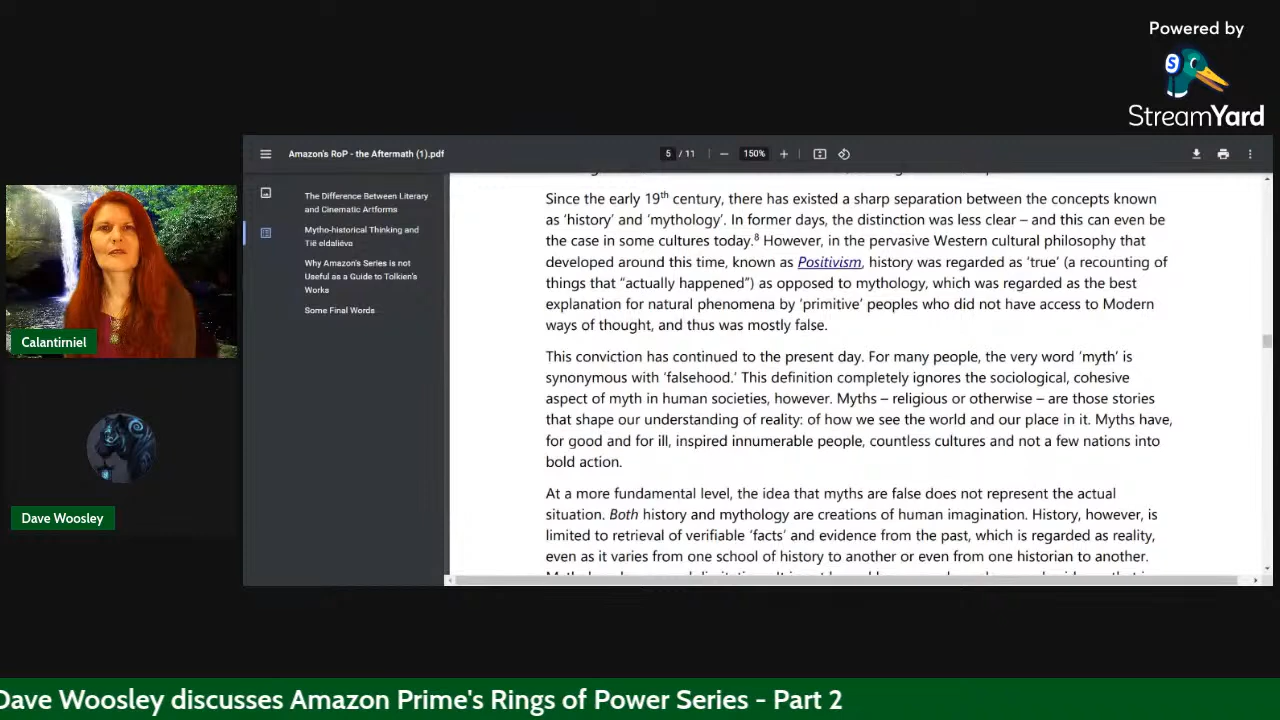 Powered by
S
StreamYard
Amazon's RoP - the Aftermath (1).pdf
5 / 11
150%
The Difference Between Literary
and Cinematic Artforms
Mytho-historical Thinking and
Tië eldaliéva
Why Amazon's Series is not
Useful as a Guide to Tolkien's
Works
Some Final Words
Since the early 19th century, there has existed a sharp separation between the concepts known
as ‘history’ and ‘mythology’. In former days, the distinction was less clear – and this can even be
the case in some cultures today.8 However, in the pervasive Western cultural philosophy that
developed around this time, known as Positivism, history was regarded as ‘true’ (a recounting of
things that “actually happened”) as opposed to mythology, which was regarded as the best
explanation for natural phenomena by ‘primitive’ peoples who did not have access to Modern
ways of thought, and thus was mostly false.
This conviction has continued to the present day. For many people, the very word ‘myth’ is
synonymous with ‘falsehood.’ This definition completely ignores the sociological, cohesive
aspect of myth in human societies, however. Myths – religious or otherwise – are those stories
that shape our understanding of reality: of how we see the world and our place in it. Myths have,
for good and for ill, inspired innumerable people, countless cultures and not a few nations into
bold action.
At a more fundamental level, the idea that myths are false does not represent the actual
situation. Both history and mythology are creations of human imagination. History, however, is
limited to retrieval of verifiable ‘facts’ and evidence from the past, which is regarded as reality,
even as it varies from one school of history to another or even from one historian to another.
Calantirniel
Dave Woosley
Dave Woosley discusses Amazon Prime's Rings of Power Series - Part 2